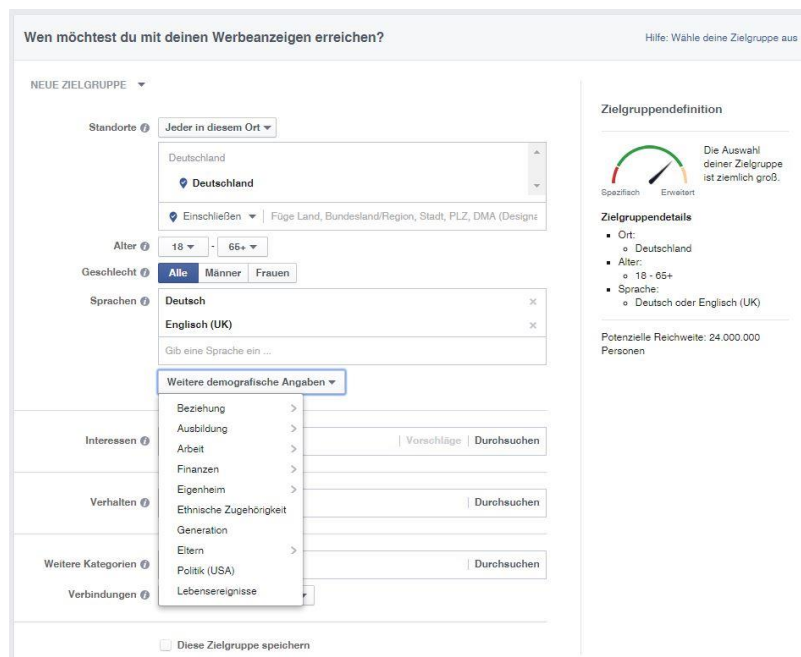 Wen möchtest du mit deinen Werbeanzeigen erreichen?
Hilfe: Wähle deine Zielgruppe aus
NEUE ZIELGRUPPE
Standorte
Jeder in diesem Ort
Deutschland
Deutschland
Einschließen
Füge Land, Bundesland/Region, Stadt, PLZ, DMA (Designa
Alter
18 - 65+
Geschlecht
Alle Männer Frauen
Sprachen
Deutsch
Englisch (UK)
Gib eine Sprache ein ...
Weitere demografische Angaben
Beziehung
Ausbildung
Arbeit
Finanzen
Eigenheim
Ethnische Zugehörigkeit
Generation
Eltern
Politik (USA)
Lebensereignisse
Interessen
Vorschläge | Durchsuchen
Verhalten
Durchsuchen
Weitere Kategorien
Durchsuchen
Verbindungen
Diese Zielgruppe speichern
Zielgruppendefinition
Spezifisch
Erweitert
Die Auswahl
deiner Zielgruppe
ist ziemlich groß.
Zielgruppendetails
Ort:
Deutschland
Alter:
18 - 65+
Sprache:
Deutsch oder Englisch (UK)
Potenzielle Reichweite: 24.000.000
Personen